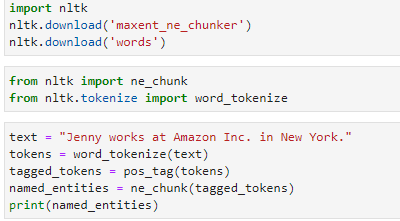 import nltk
nltk.download('maxent_ne_chunker')
nltk.download('words')
from nltk import ne_chunk
from nltk.tokenize import word_tokenize
text = "Jenny works at Amazon Inc. in New York."
tokens = word_tokenize(text)
tagged_tokens = pos_tag(tokens)
named_entities = ne_chunk(tagged_tokens)
print(named_entities)